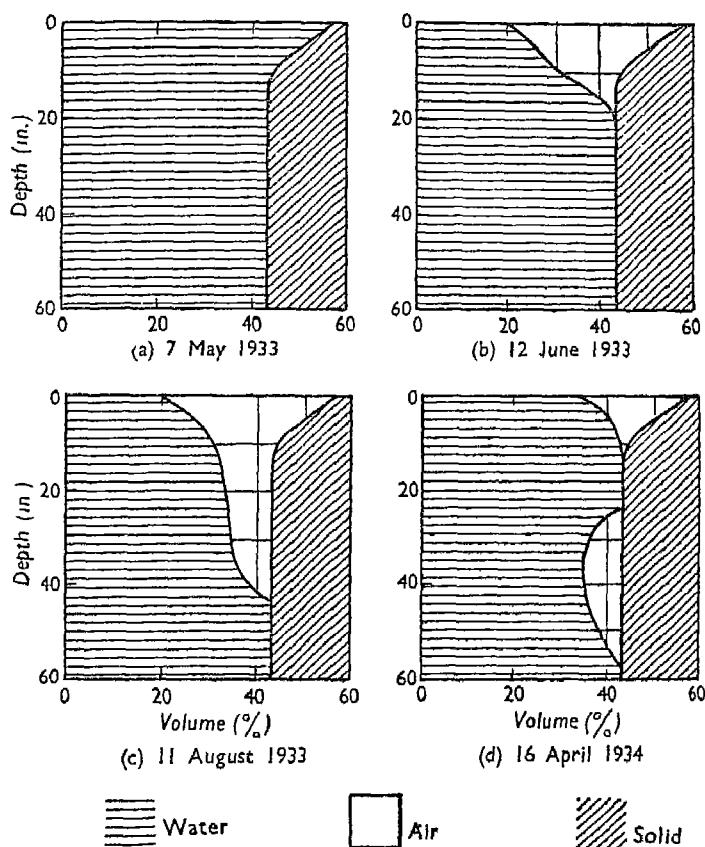 Depth (in.)
0
20
40
60
0 20 40 60
(a) 7 May 1933
0
20
40
60
0 20 40 60
(b) 12 June 1933
Depth (in)
0
20
40
60
0 20 40 60
Volume (%)
(c) 11 August 1933
0
20
40
60
0 20 40 60
Volume (%)
(d) 16 April 1934
Water
Air
Solid